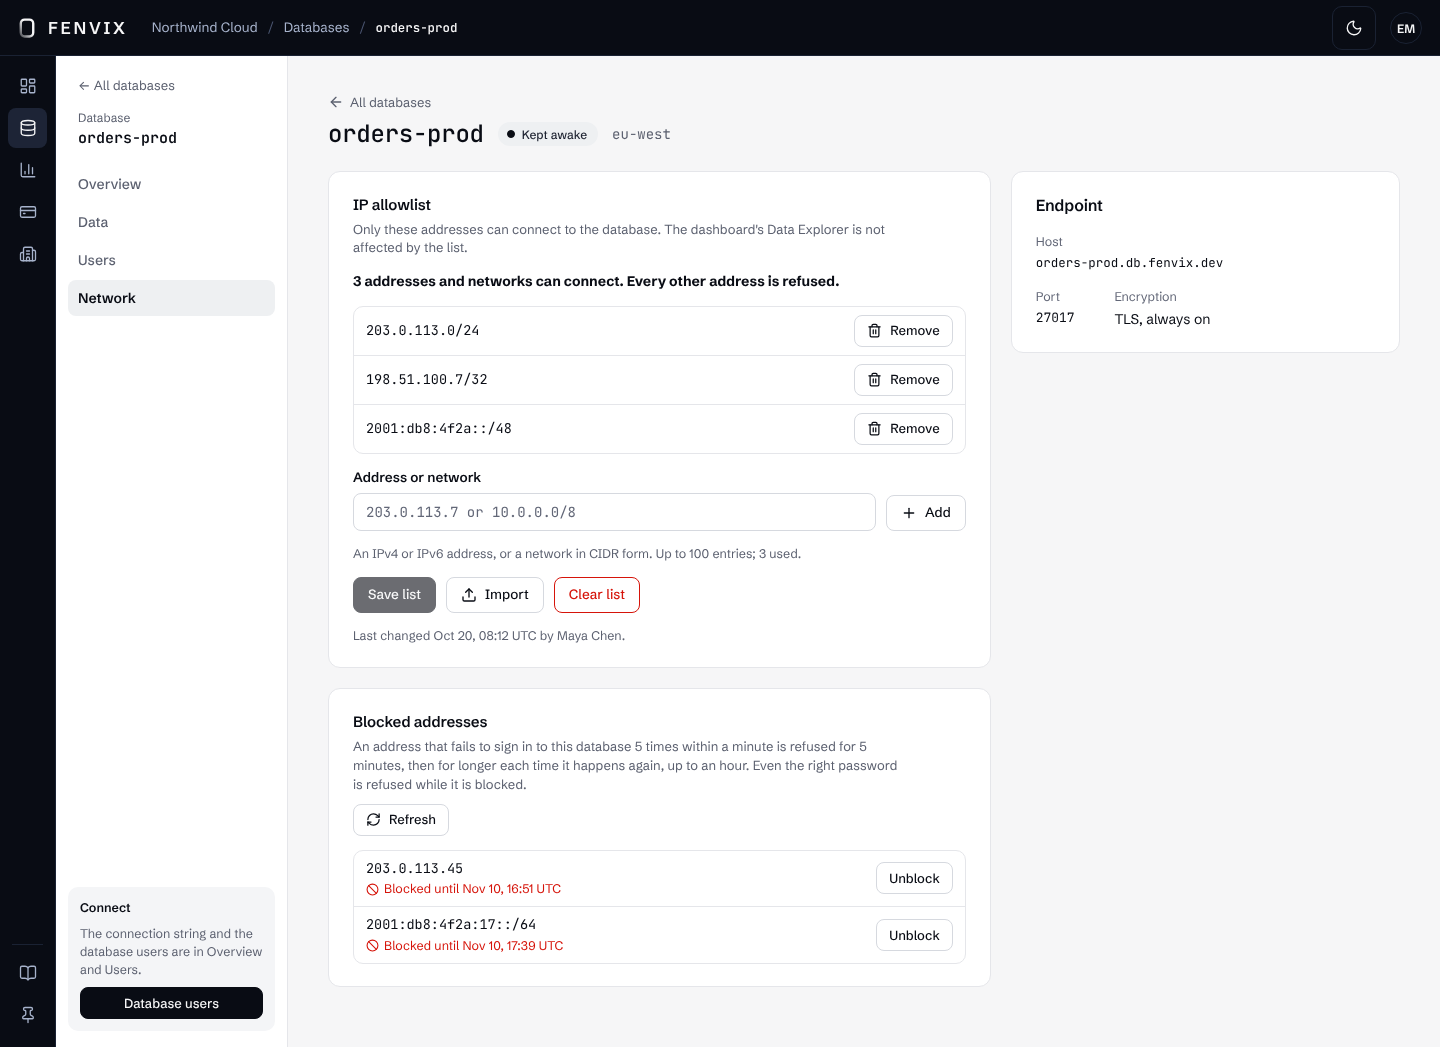 FENVIX
Northwind Cloud / Databases / orders-prod
EM
← All databases
Database
orders-prod
Overview
Data
Users
Network
Connect
The connection string and the
database users are in Overview
and Users.
Database users
← All databases
orders-prod
Kept awake
eu-west
IP allowlist
Only these addresses can connect to the database. The dashboard's Data Explorer is not
affected by the list.
3 addresses and networks can connect. Every other address is refused.
203.0.113.0/24
Remove
198.51.100.7/32
Remove
2001:db8:4f2a::/48
Remove
Address or network
203.0.113.7 or 10.0.0.0/8
Add
An IPv4 or IPv6 address, or a network in CIDR form. Up to 100 entries; 3 used.
Save list
Import
Clear list
Last changed Oct 20, 08:12 UTC by Maya Chen.
Blocked addresses
An address that fails to sign in to this database 5 times within a minute is refused for 5
minutes, then for longer each time it happens again, up to an hour. Even the right password
is refused while it is blocked.
Refresh
203.0.113.45
Blocked until Nov 10, 16:51 UTC
Unblock
2001:db8:4f2a:17::/64
Blocked until Nov 10, 17:39 UTC
Unblock
Endpoint
Host
orders-prod.db.fenvix.dev
Port
27017
Encryption
TLS, always on